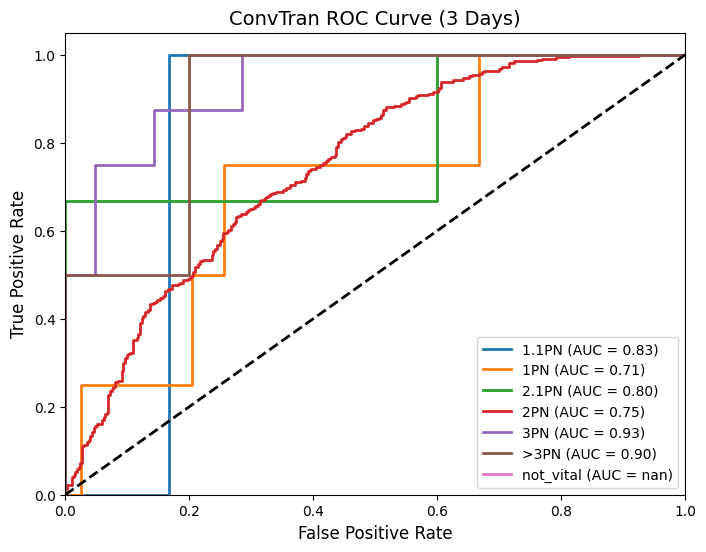 ConvTran ROC Curve (3 Days)
True Positive Rate
1.0
0.8
0.6
0.4
0.2
0.0
0.0 0.2 0.4 0.6 0.8 1.0
False Positive Rate
1.1PN (AUC = 0.83)
1PN (AUC = 0.71)
2.1PN (AUC = 0.80)
2PN (AUC = 0.75)
3PN (AUC = 0.93)
>3PN (AUC = 0.90)
not_vital (AUC = nan)